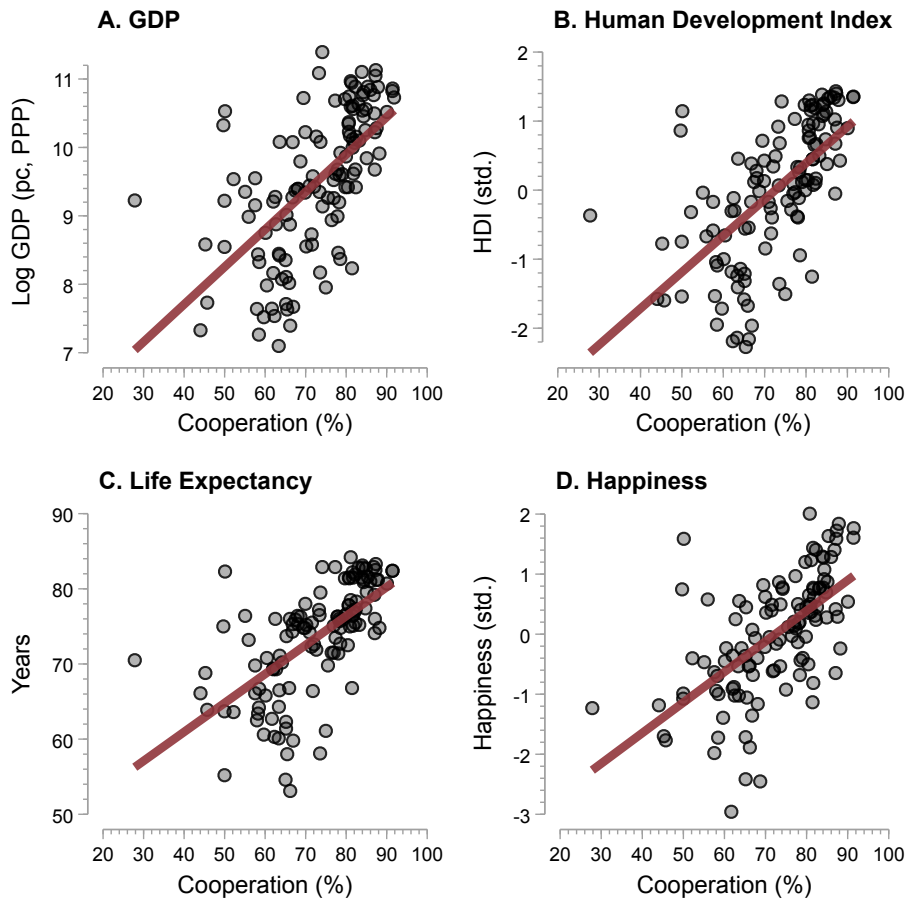 A. GDP
Log GDP (pc, PPP)
11
10
9
8
7
20 30 40 50 60 70 80 90 100
Cooperation (%)
B. Human Development Index
HDI (std.)
2
1
0
-1
-2
20 30 40 50 60 70 80 90 100
Cooperation (%)
C. Life Expectancy
Years
90
80
70
60
50
20 30 40 50 60 70 80 90 100
Cooperation (%)
D. Happiness
Happiness (std.)
2
1
0
-1
-2
-3
20 30 40 50 60 70 80 90 100
Cooperation (%)